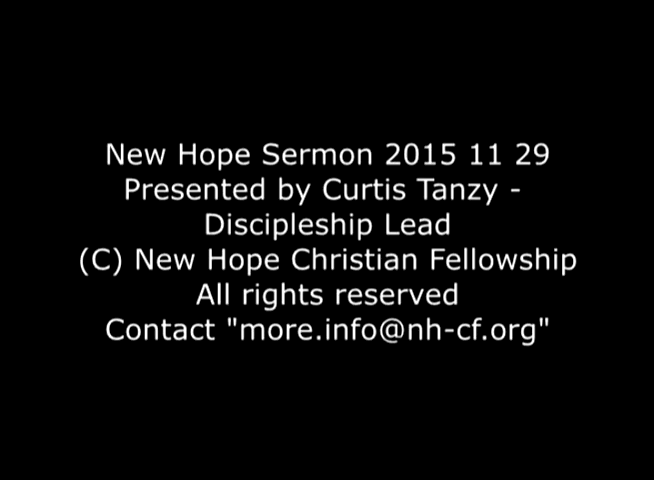 New Hope Sermon 2015 11 29
Presented by Curtis Tanzy -
Discipleship Lead
(C) New Hope Christian Fellowship
All rights reserved
Contact "more.info@nh-cf.org"